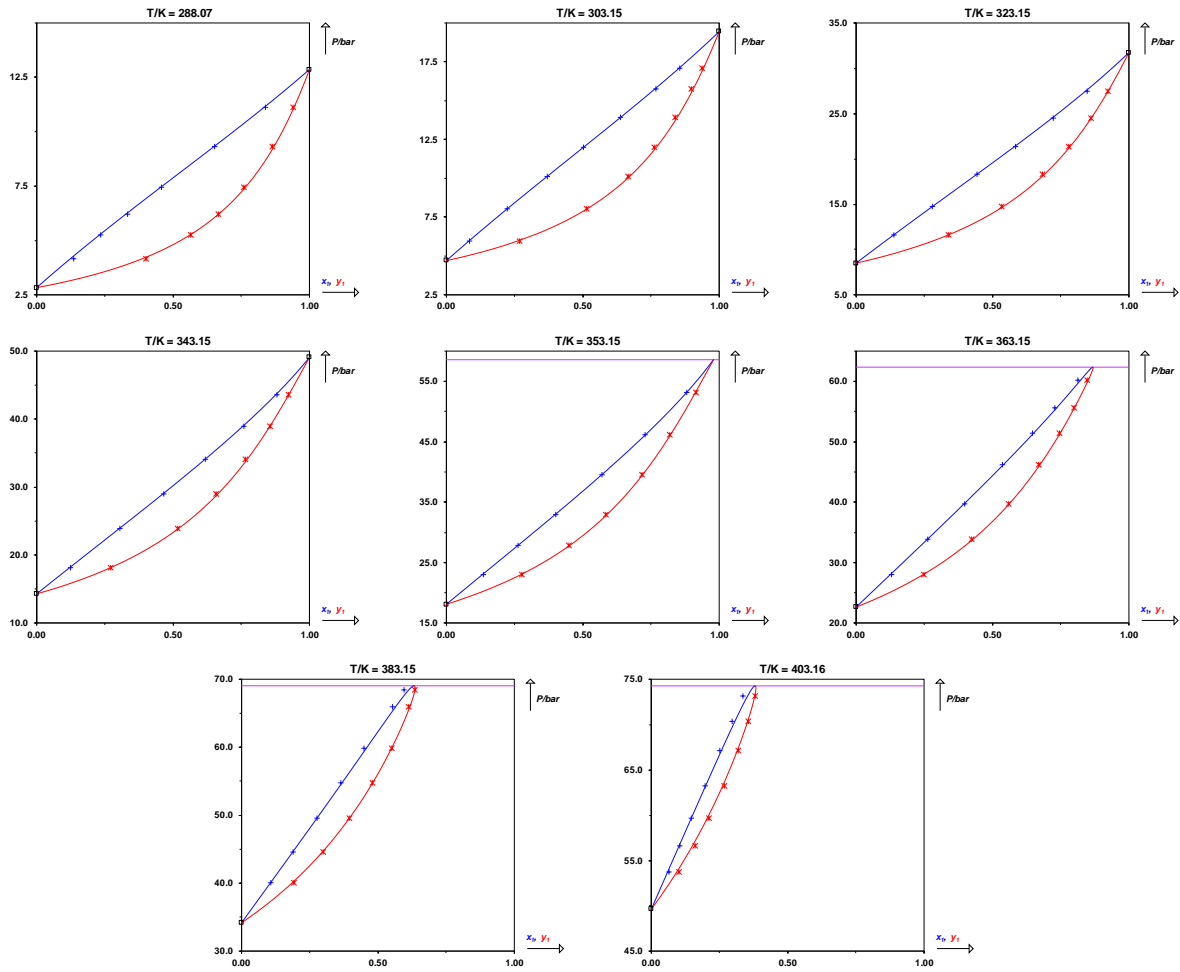 T/K = 288.07
P/bar
12.5
7.5
2.5
0.00 0.50 1.00
x₁, y₁
T/K = 303.15
P/bar
17.5
12.5
7.5
2.5
0.00 0.50 1.00
x₁, y₁
T/K = 323.15
P/bar
35.0
25.0
15.0
5.0
0.00 0.50 1.00
x₁, y₁
T/K = 343.15
P/bar
50.0
40.0
30.0
20.0
10.0
0.00 0.50 1.00
x₁, y₁
T/K = 353.15
P/bar
55.0
45.0
35.0
25.0
15.0
0.00 0.50 1.00
x₁, y₁
T/K = 363.15
P/bar
60.0
50.0
40.0
30.0
20.0
0.00 0.50 1.00
x₁, y₁
T/K = 383.15
P/bar
70.0
60.0
50.0
40.0
30.0
0.00 0.50 1.00
x₁, y₁
T/K = 403.16
P/bar
75.0
65.0
55.0
45.0
0.00 0.50 1.00
x₁, y₁